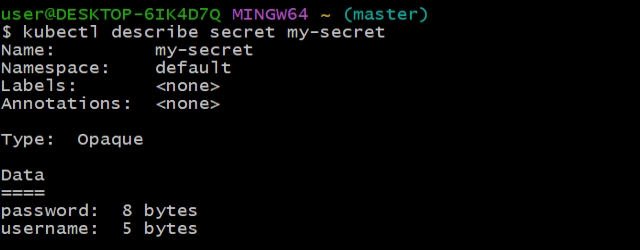 user@DESKTOP-6IK4D7Q MINGW64 ~ (master)
$ kubectl describe secret my-secret
Name:         my-secret
Namespace:    default
Labels:       <none>
Annotations:  <none>
Type:  Opaque
Data
====
password:  8 bytes
username:  5 bytes